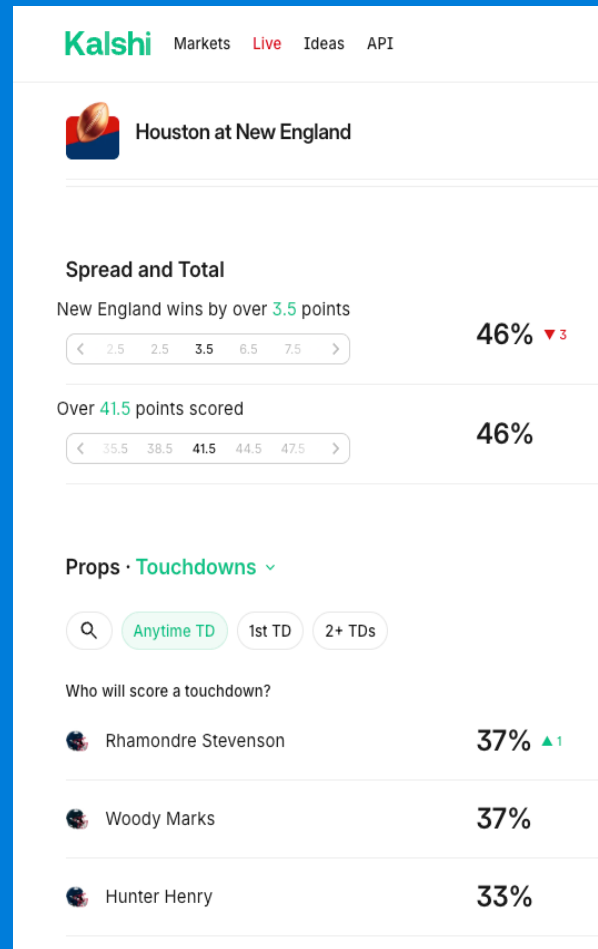 Kalshi Markets Live Ideas API
Houston at New England
Spread and Total
New England wins by over 3.5 points
46% ▼ 3
< 2.5 2.5 3.5 6.5 7.5 >
Over 41.5 points scored
46%
< 35.5 38.5 41.5 44.5 47.5 >
Props · Touchdowns
Anytime TD 1st TD 2+ TDs
Who will score a touchdown?
Rhamondre Stevenson 37% ▲ 1
Woody Marks 37%
Hunter Henry 33%